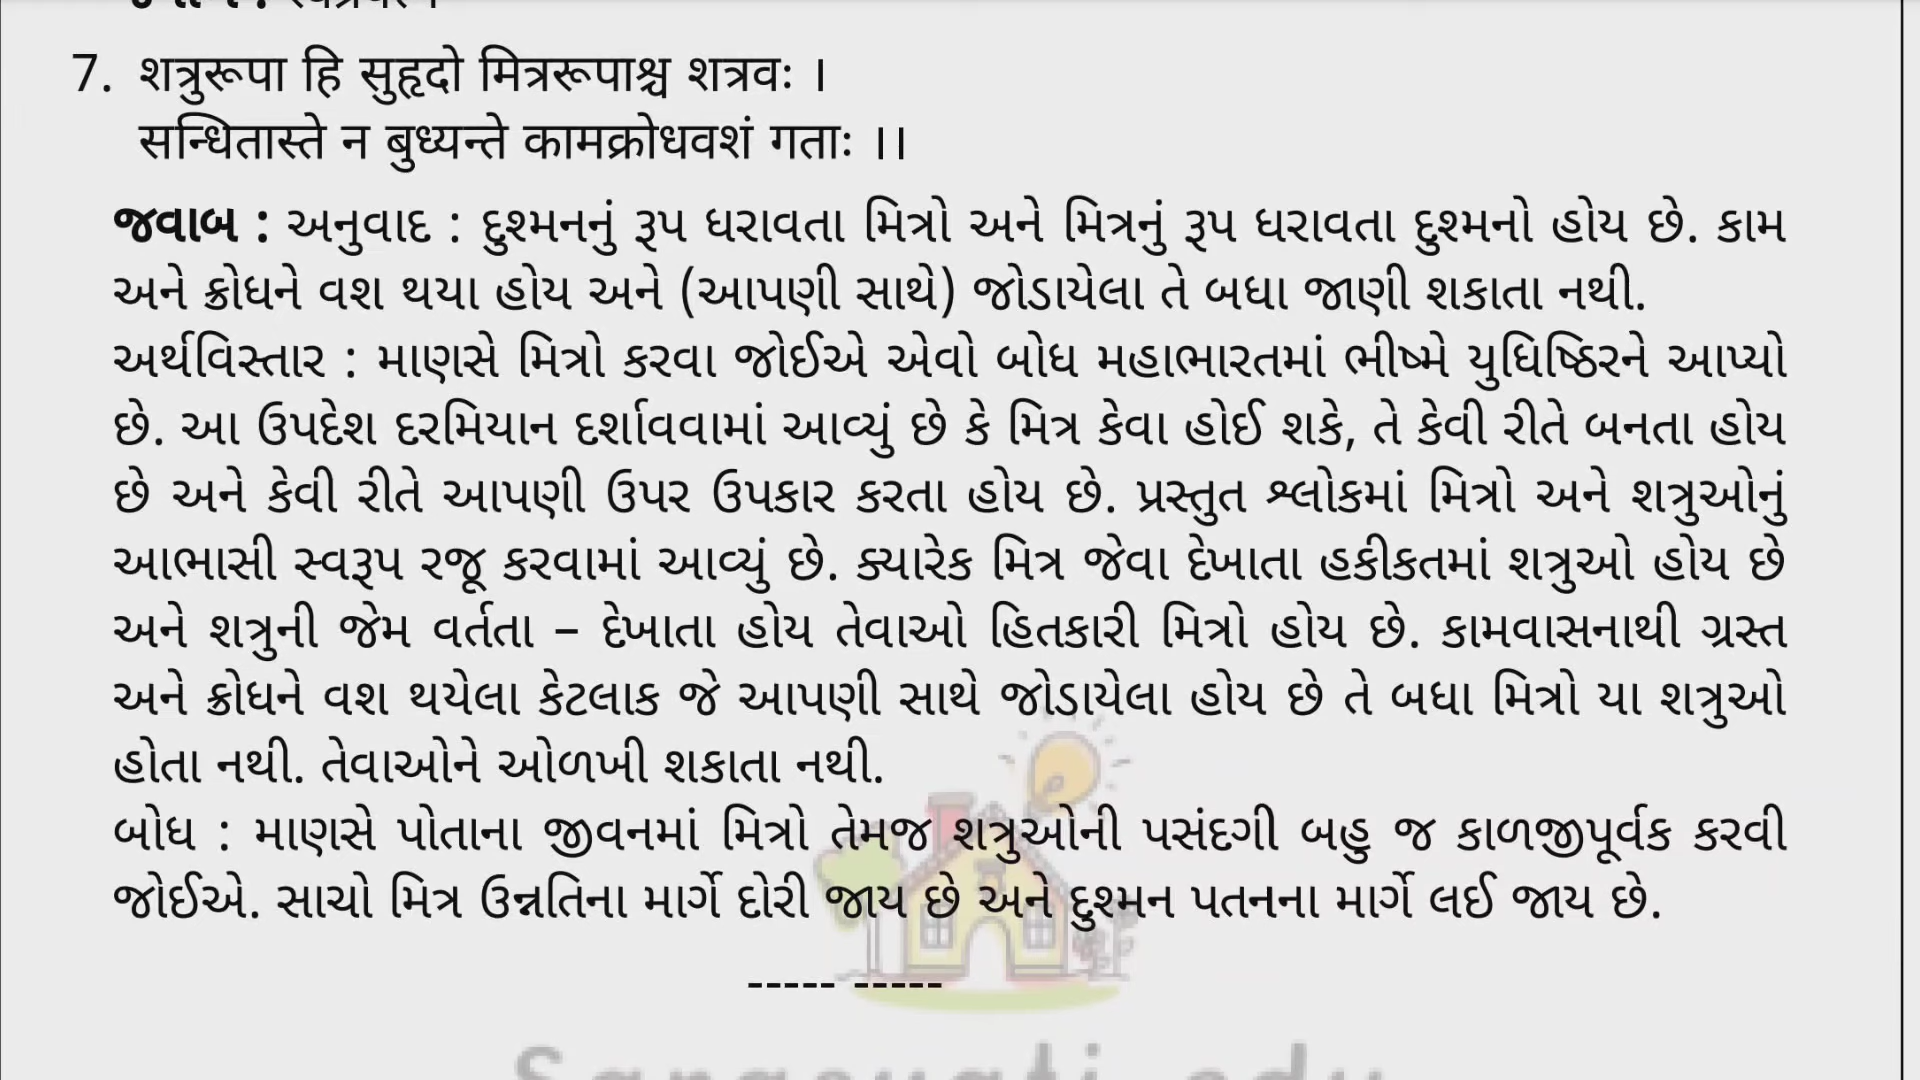 7. शत्रुरूपा हि सुहृदो मित्ररूपाश्च शत्रवः ।
सन्धितास्ते न बुध्यन्ते कामक्रोधवशं गताः ।।
જવાબ : અનુવાદ : દુશ્મનનું રૂપ ધરાવતા મિત્રો અને મિત્રનું રૂપ ધરાવતા દુશ્મનો હોય છે. કામ
અને ક્રોધને વશ થયા હોય અને (આપણી સાથે) જોડાયેલા તે બધા જાણી શકાતા નથી.
અર્થવિસ્તાર : માણસે મિત્રો કરવા જોઈએ એવો બોધ મહાભારતમાં ભીષ્મે યુધિષ્ઠિરને આપ્યો
છે. આ ઉપદેશ દરમિયાન દર્શાવવામાં આવ્યું છે કે મિત્ર કેવા હોઈ શકે, તે કેવી રીતે બનતા હોય
છે અને કેવી રીતે આપણી ઉપર ઉપકાર કરતા હોય છે. પ્રસ્તુત શ્લોકમાં મિત્રો અને શત્રુઓનું
આભાસી સ્વરૂપ રજૂ કરવામાં આવ્યું છે. ક્યારેક મિત્ર જેવા દેખાતા હકીકતમાં શત્રુઓ હોય છે
અને શત્રુની જેમ વર્તતા – દેખાતા હોય તેવાઓ હિતકારી મિત્રો હોય છે. કામવાસનાથી ગ્રસ્ત
અને ક્રોધને વશ થયેલા કેટલાક જે આપણી સાથે જોડાયેલા હોય છે તે બધા મિત્રો યા શત્રુઓ
હોતા નથી. તેવાઓને ઓળખી શકાતા નથી.
બોધ : માણસે પોતાના જીવનમાં મિત્રો તેમજ શત્રુઓની પસંદગી બહુ જ કાળજીપૂર્વક કરવી
જોઈએ. સાચો મિત્ર ઉન્નતિના માર્ગે દોરી જાય છે અને દુશ્મન પતનના માર્ગે લઈ જાય છે.
----- -----